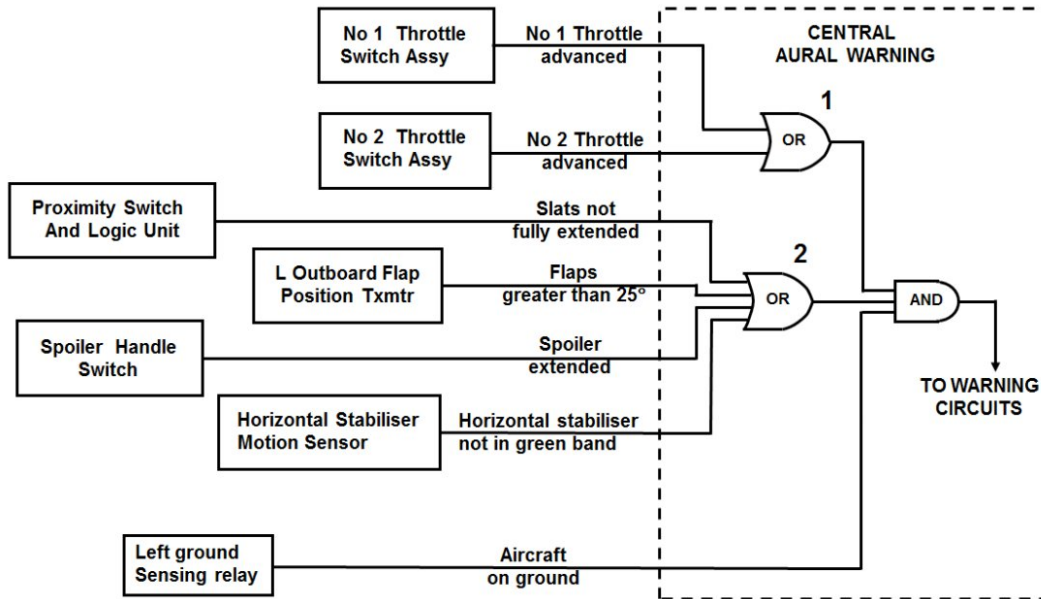 No 1 Throttle
Switch Assy
No 1 Throttle
advanced
CENTRAL
AURAL WARNING
1
OR
No 2 Throttle
Switch Assy
No 2 Throttle
advanced
Proximity Switch
And Logic Unit
Slats not
fully extended
2
L Outboard Flap
Position Txmtr
Flaps
greater than 25°
OR
AND
Spoiler Handle
Switch
Spoiler
extended
TO WARNING
CIRCUITS
Horizontal Stabiliser
Motion Sensor
Horizontal stabiliser
not in green band
Left ground
Sensing relay
Aircraft
on ground